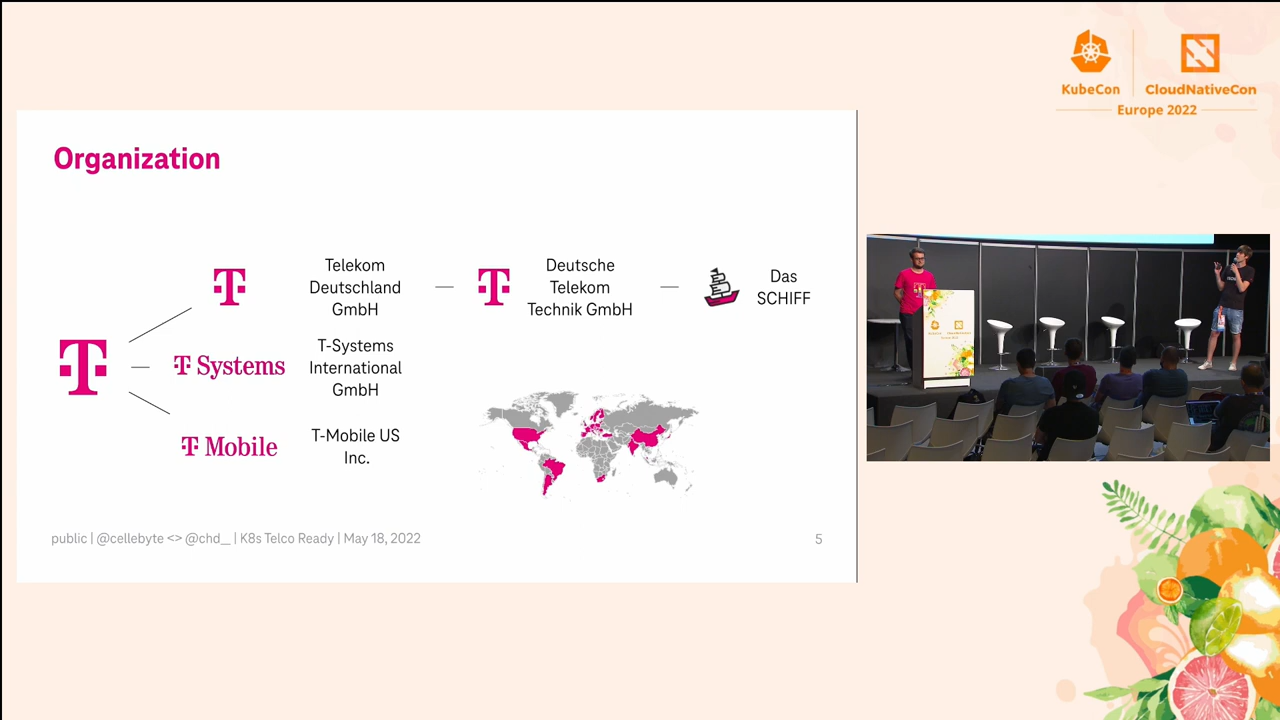 KubeCon
CloudNativeCon
Europe 2022
Organization
Telekom
Deutschland
GmbH
Deutsche
Telekom
Technik GmbH
Das
SCHIFF
T Systems
T-Systems
International
GmbH
T Mobile
T-Mobile US
Inc.
public | @cellebyte <> @chd_ | K8s Telco Ready | May 18, 2022
5